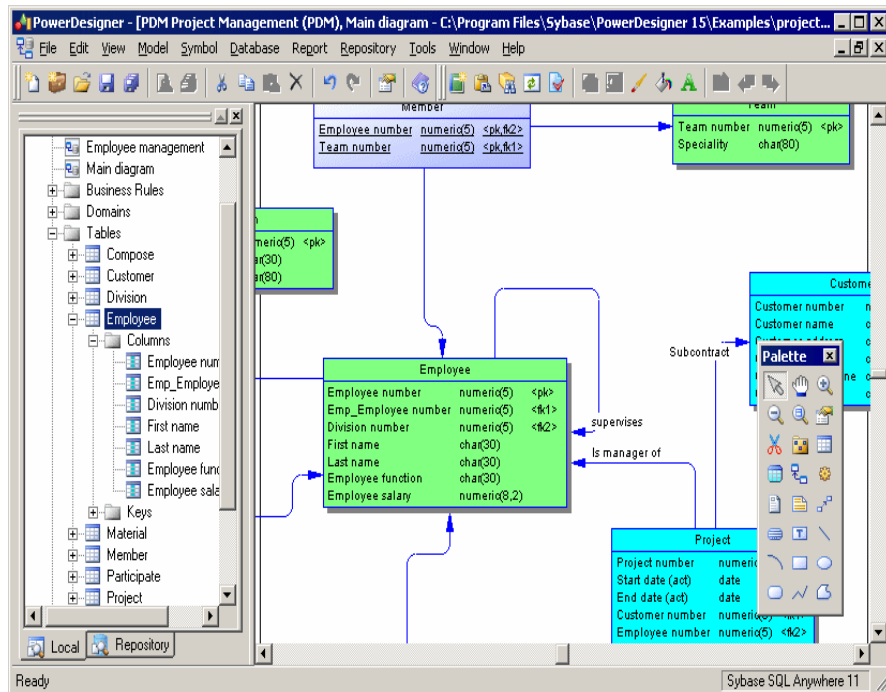 PowerDesigner - [PDM Project Management (PDM), Main diagram - C:\Program Files\Sybase\PowerDesigner 15\Examples\project...
File Edit View Model Symbol Database Report Repository Tools Window Help
Employee management
Main diagram
Business Rules
Domains
Tables
Compose
Customer
Division
Employee
Columns
Employee num
Emp_Employe
Division numb
First name
Last name
Employee func
Employee sala
Keys
Material
Member
Participate
Project
Local Repository
Member
Employee number numeric(5) <pk,fk2>
Team number numeric(5) <pk,fk1>
Team
Team number numeric(5) <pk>
Speciality char(80)
meric(5) <pk>
ar(30)
ar(80)
Custome
Customer number n
Customer name c
Subcontract
Palette
Employee
Employee number numeric(5) <pk>
Emp_Employee number numeric(5) <fk1>
Division number numeric(5) <fk2>
First name char(30)
Last name char(30)
Employee function char(30)
Employee salary numeric(8,2)
supervises
Is manager of
Project
Project number numeric
Start date (act) date
End date (act) date
Customer number numeric(5) <fk1>
Employee number numeric(5) <fk2>
Ready
Sybase SQL Anywhere 11